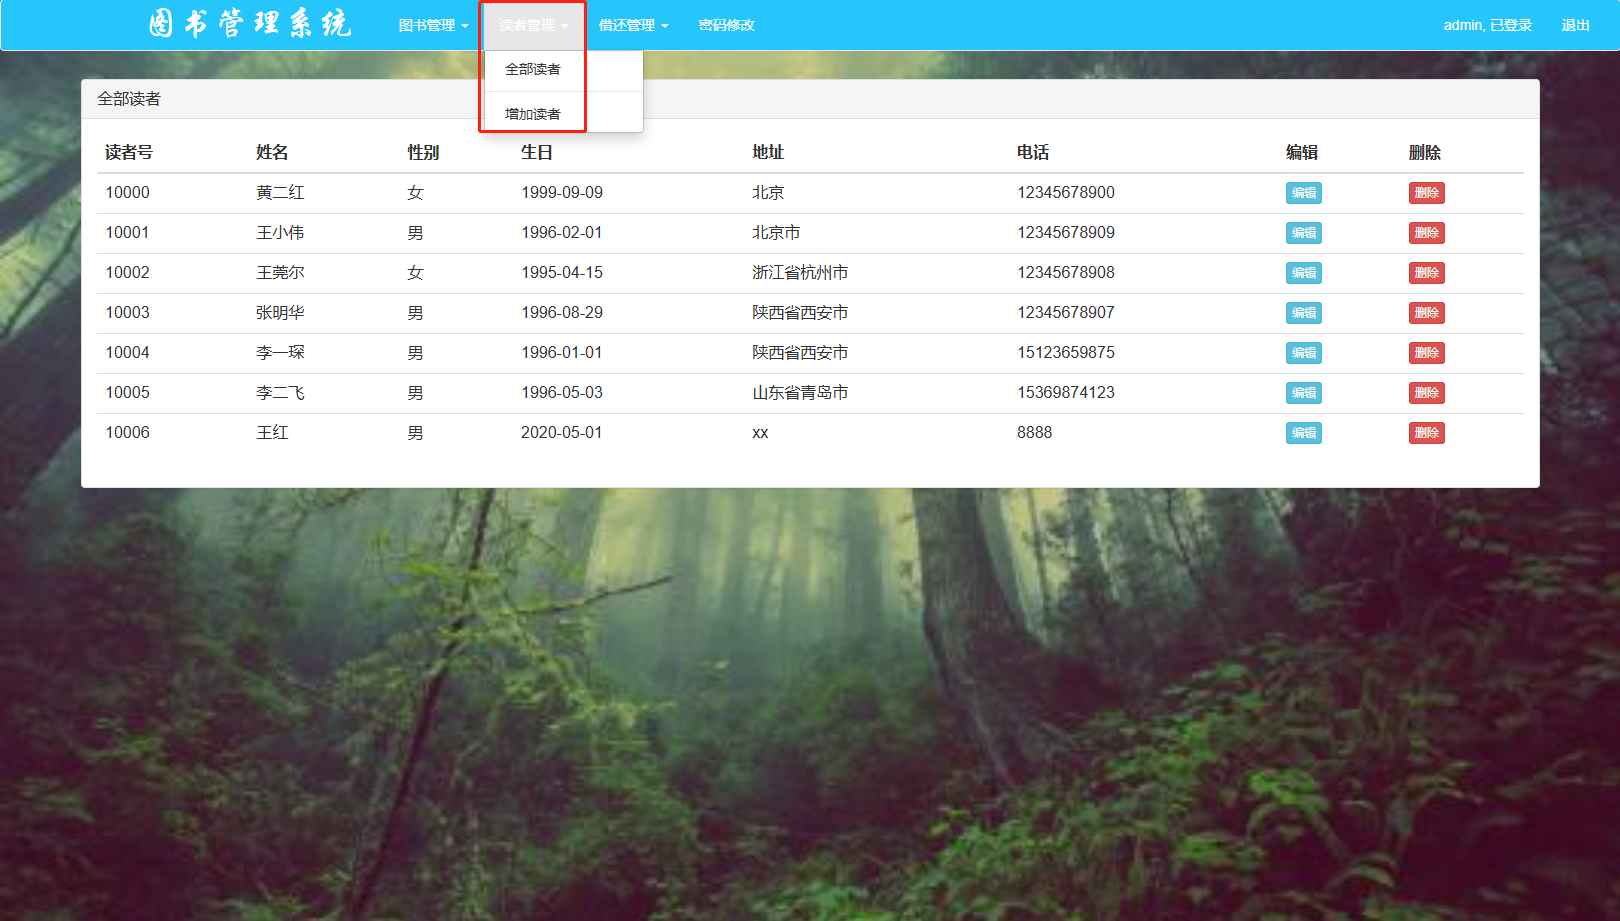 图书管理系统 图书管理 读者管理 借还管理 密码修改 admin, 已登录 退出
全部读者
增加读者
全部读者
读者号 姓名 性别 生日 地址 电话 编辑 删除
10000 黄二红 女 1999-09-09 北京 12345678900 编辑 删除
10001 王小伟 男 1996-02-01 北京市 12345678909 编辑 删除
10002 王莞尔 女 1995-04-15 浙江省杭州市 12345678908 编辑 删除
10003 张明华 男 1996-08-29 陕西省西安市 12345678907 编辑 删除
10004 李一琛 男 1996-01-01 陕西省西安市 15123659875 编辑 删除
10005 李二飞 男 1996-05-03 山东省青岛市 15369874123 编辑 删除
10006 王红 男 2020-05-01 xx 8888 编辑 删除